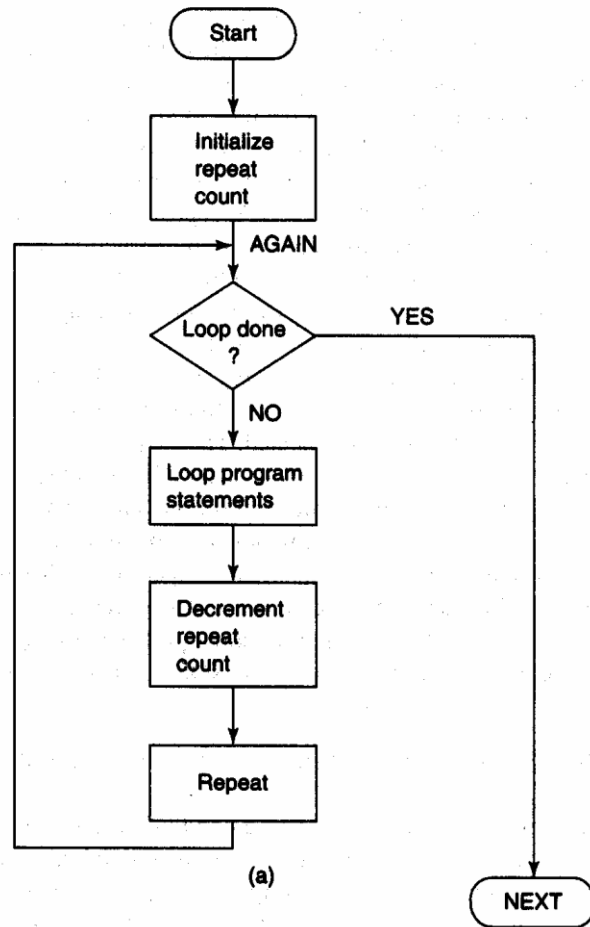 Start
Initialize
repeat
count
AGAIN
Loop done
?
YES
NO
Loop program
statements
Decrement
repeat
count
Repeat
(a)
NEXT